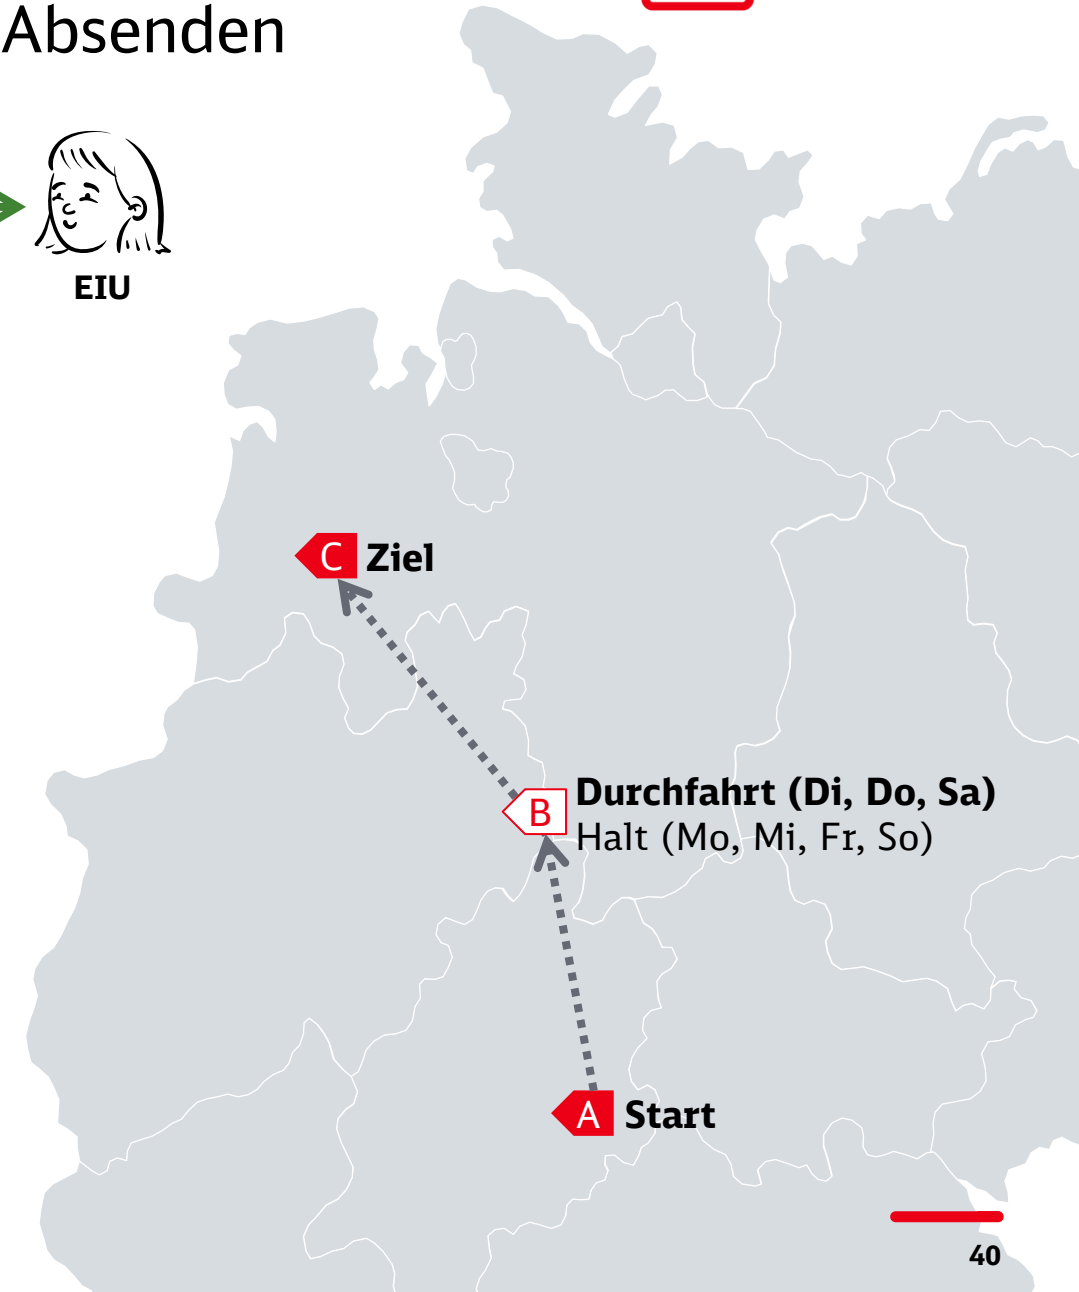 Absenden
EIU
C Ziel
B Durchfahrt (Di, Do, Sa)
Halt (Mo, Mi, Fr, So)
A Start
40